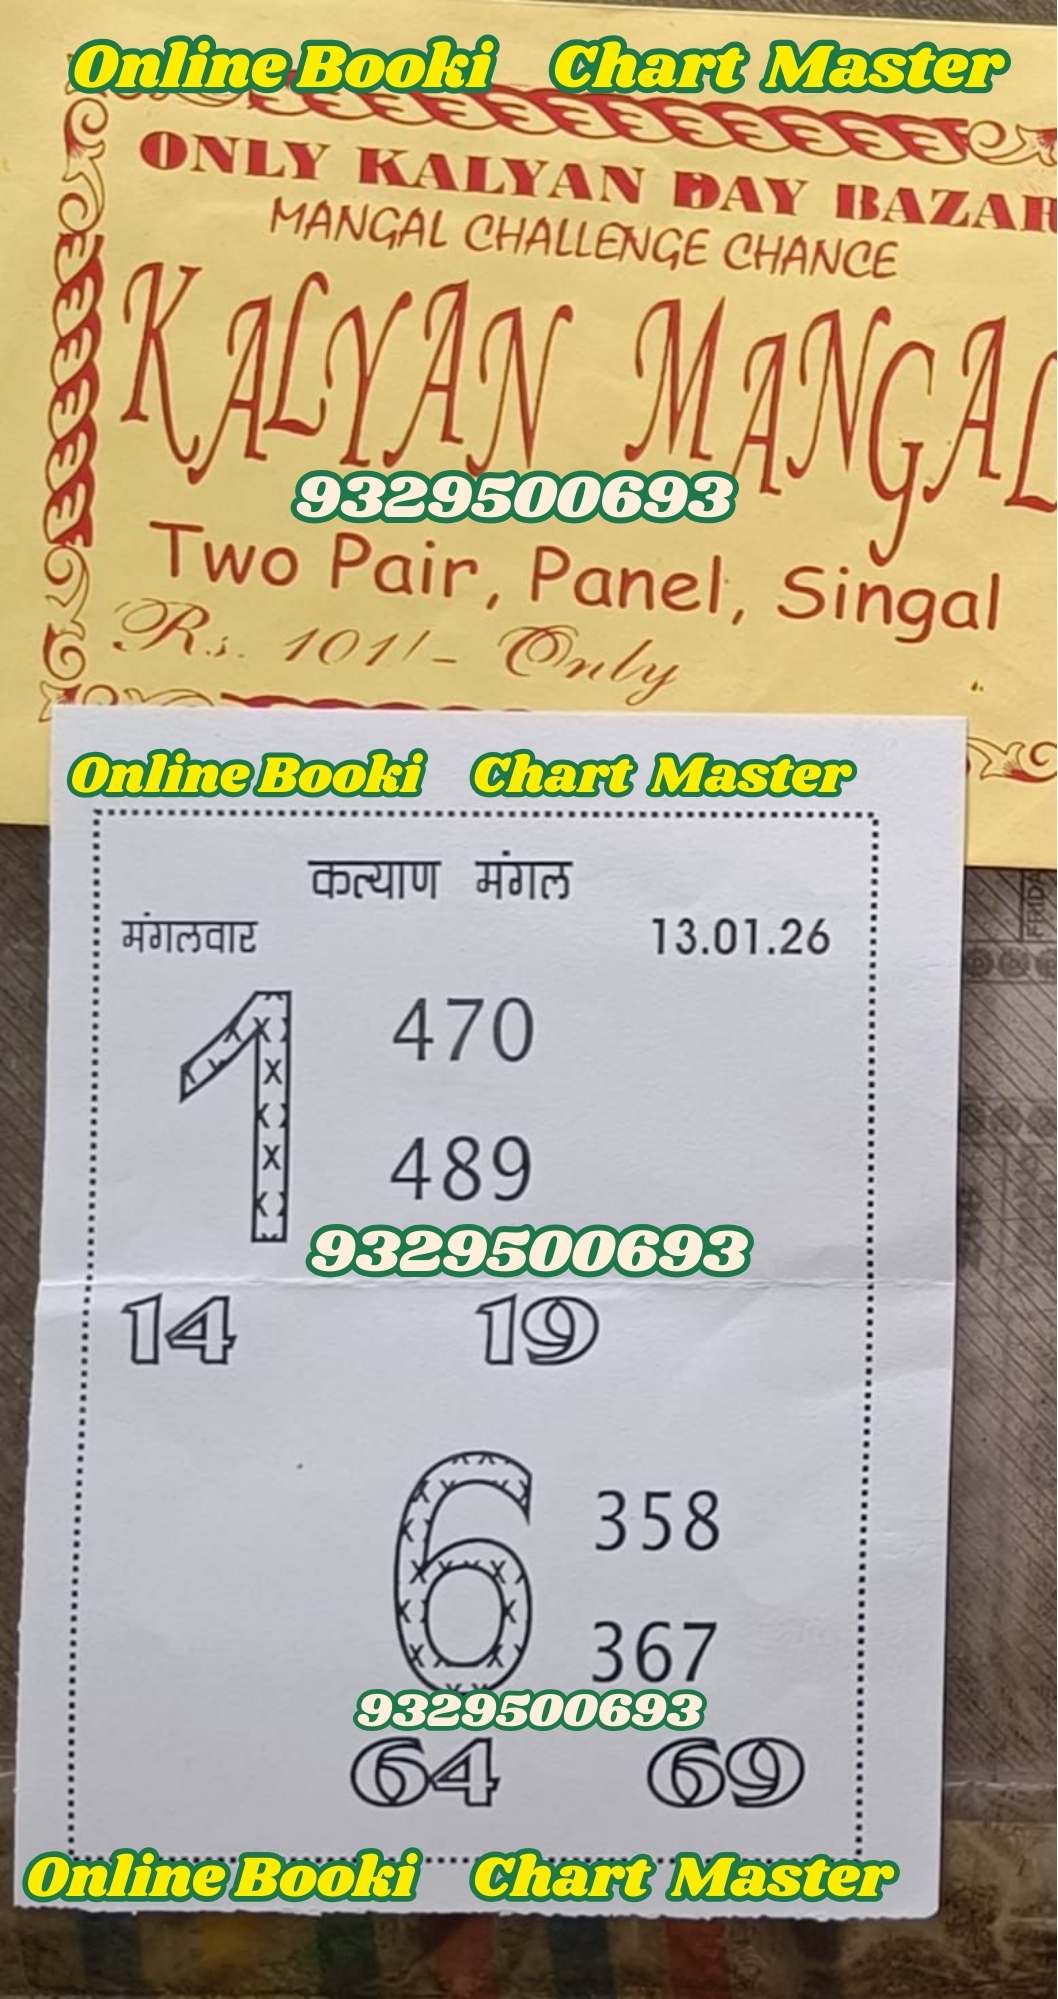 Online Booki Chart Master
ONLY KALYAN DAY BAZAR
MANGAL CHALLENGE CHANCE
KALYAN MANGAL
9329500693
Two Pair, Panel, Singal
Rs. 101/- Only
Online Booki Chart Master
कल्याण मंगल
मंगलवार 13.01.26
1 470
489
9329500693
14 19
6 358
367
9329500693
64 69
Online Booki Chart Master